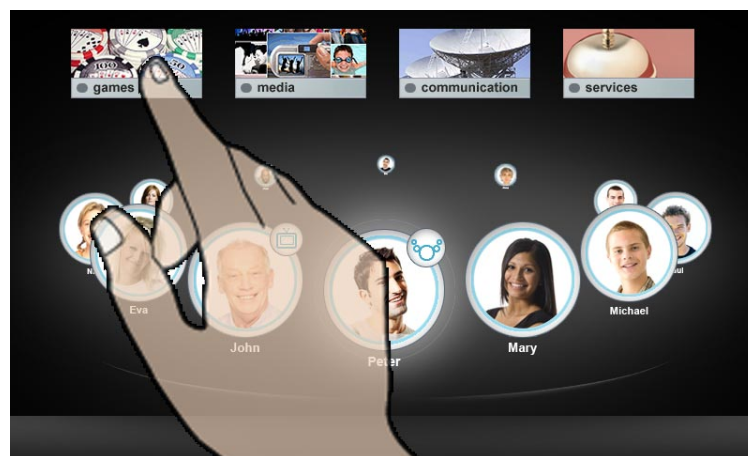 games
media
communication
services
Eva
John
Peter
Mary
Michael